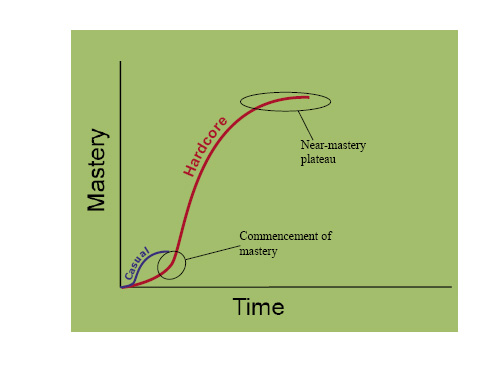 Mastery
Hardcore
Near-mastery
plateau
Casual
Commencement of
mastery
Time